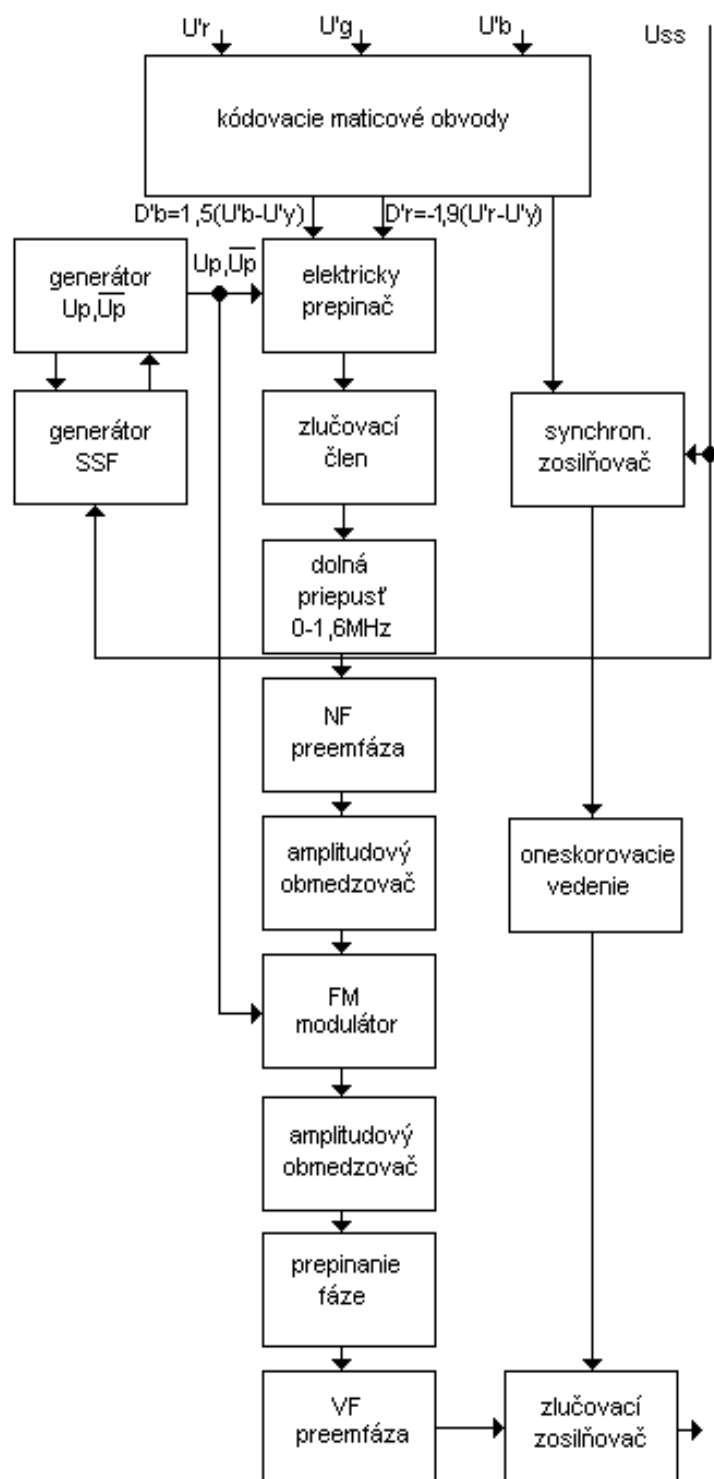 U'r
U'g
U'b
Uss
kódovacie maticové obvody
D'b=1,5(U'b-U'y)
D'r=-1,9(U'r-U'y)
generátor
Up,U̅p̅
Up,U̅p̅
elektricky
prepinač
generátor
SSF
zlučovací
člen
synchron.
zosilňovač
dolná
priepusť
0-1,6MHz
NF
preemfáza
amplitudový
obmedzovač
oneskorovacie
vedenie
FM
modulátor
amplitudový
obmedzovač
prepinanie
fáze
VF
preemfáza
zlučovací
zosilňovač